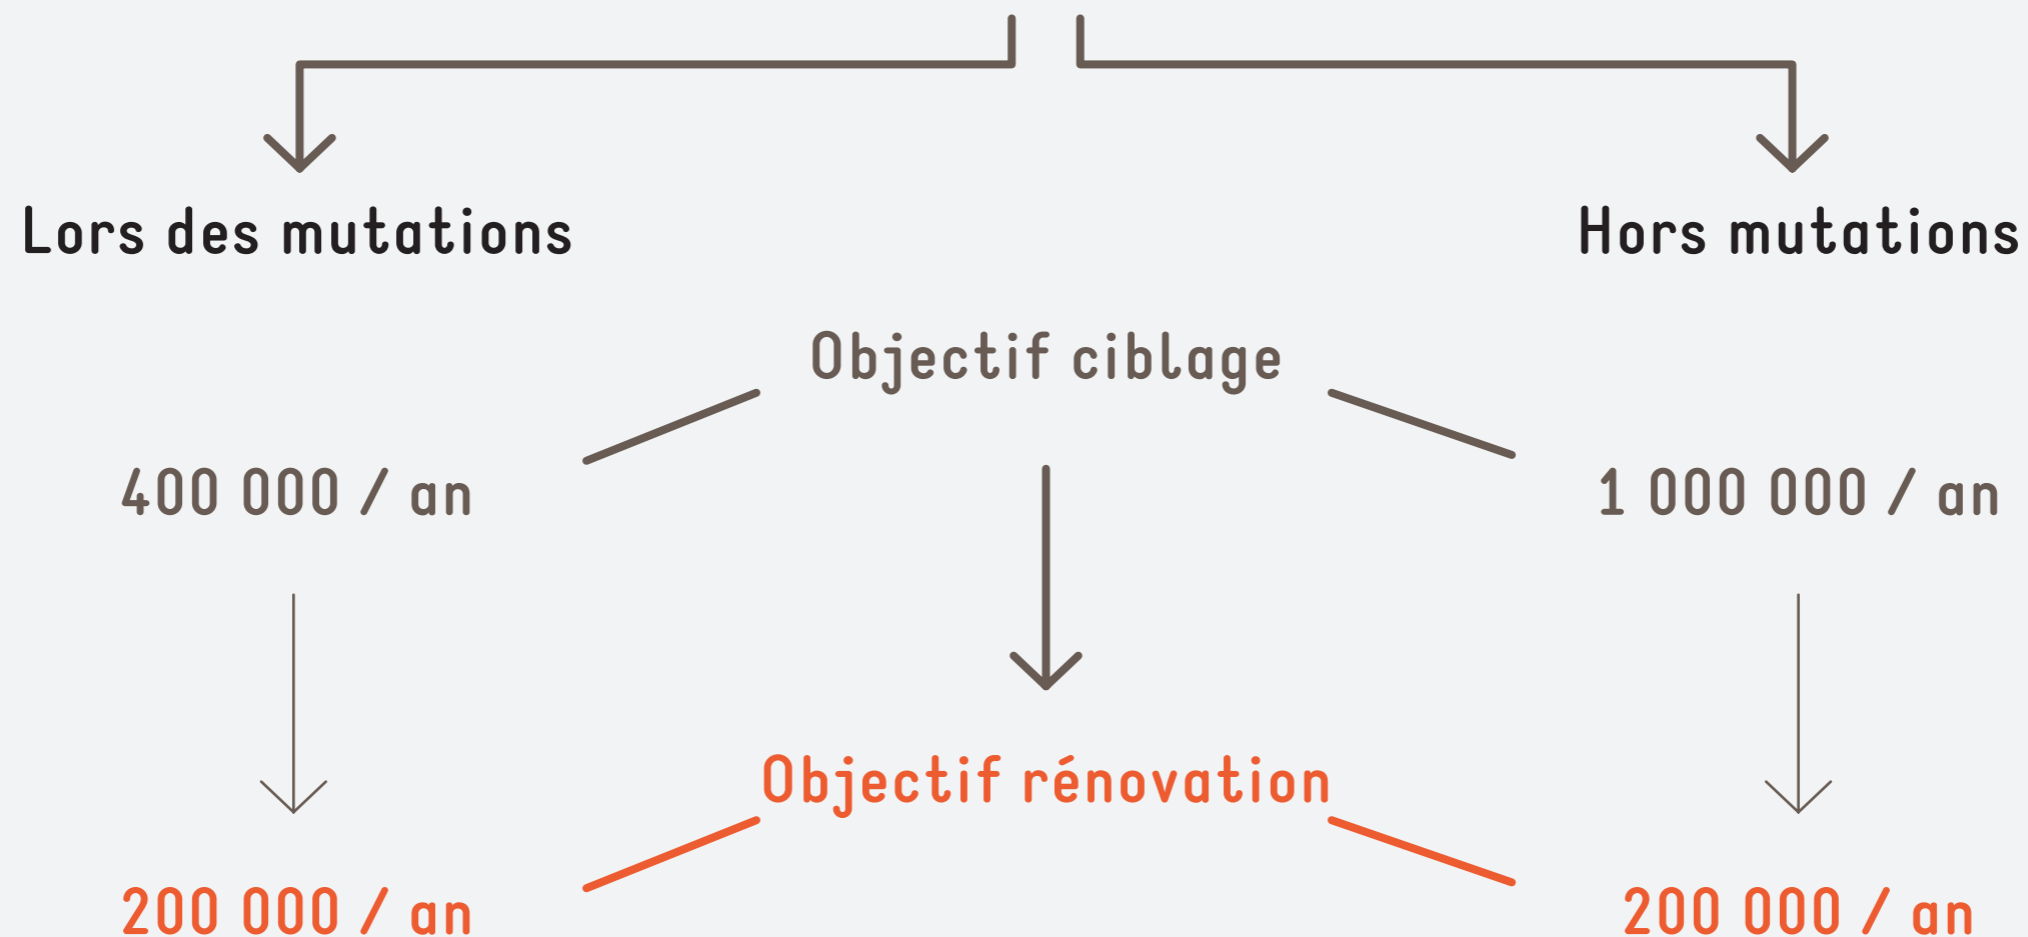 Lors des mutations
Hors mutations
Objectif ciblage
400 000 / an
1 000 000 / an
Objectif rénovation
200 000 / an
200 000 / an